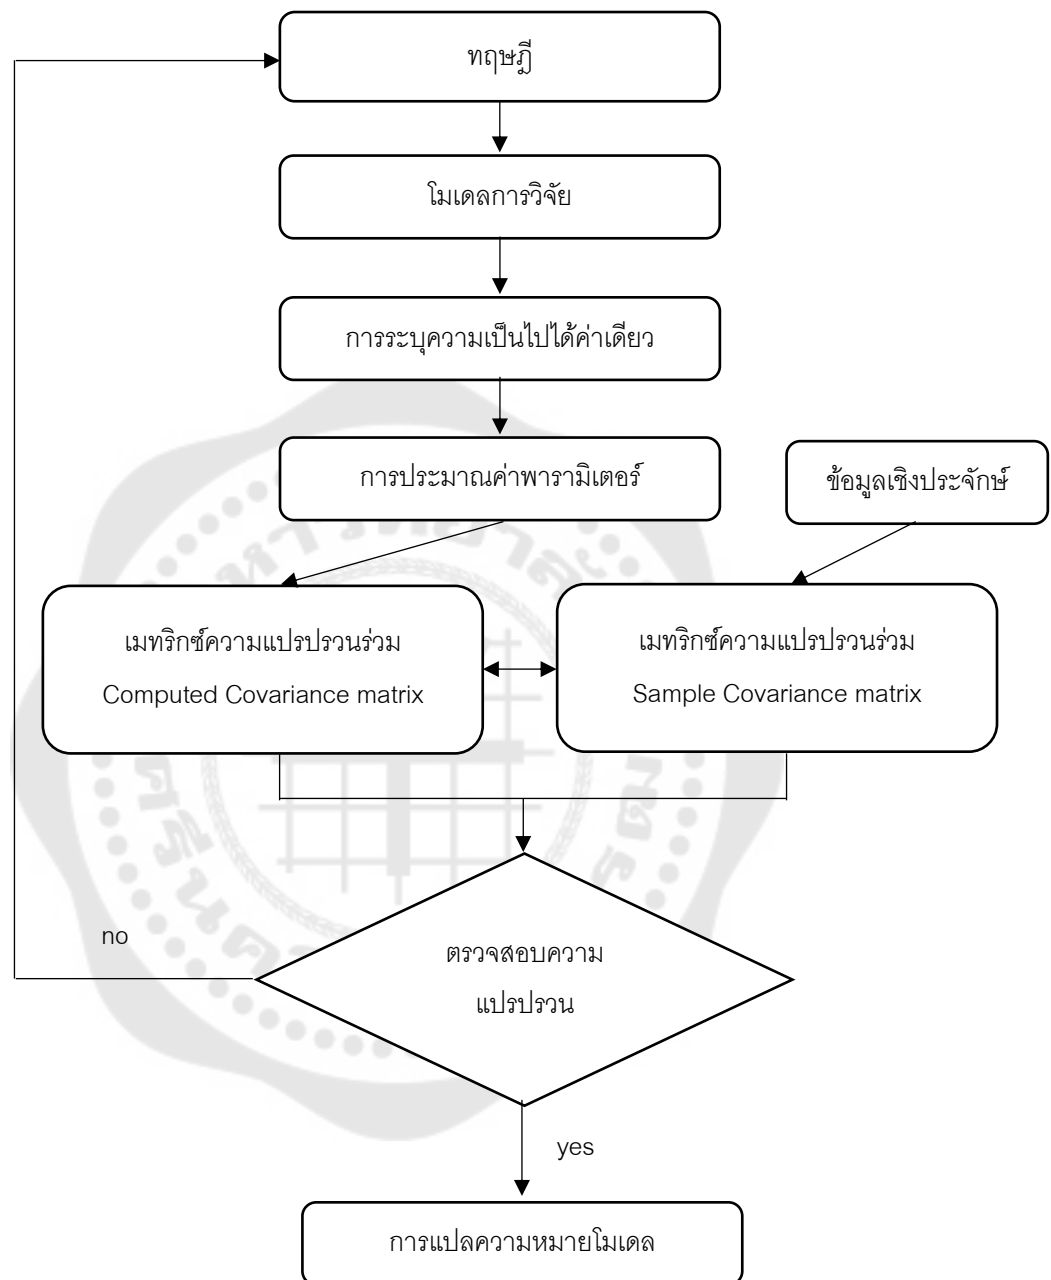 ทฤษฎี
โมเดลการวิจัย
การระบุความเป็นไปได้ค่าเดียว
การประมาณค่าพารามิเตอร์
ข้อมูลเชิงประจักษ์
เมทริกซ์ความแปรปรวนร่วม
Computed Covariance matrix
เมทริกซ์ความแปรปรวนร่วม
Sample Covariance matrix
no
ตรวจสอบความ
แปรปรวน
yes
การแปลความหมายโมเดล